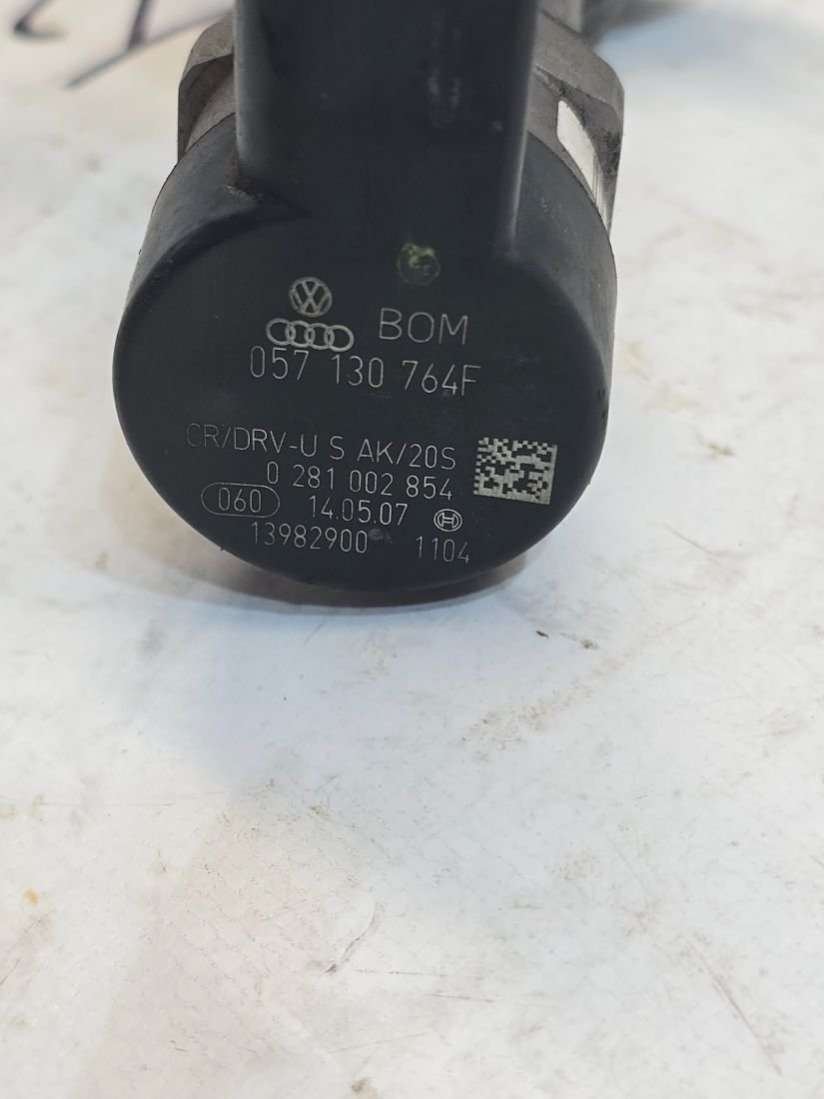 BOM
057 130 764F
CR/DRV-U S AK/20S
0 281 002 854
060 14.05.07
13982900 1104